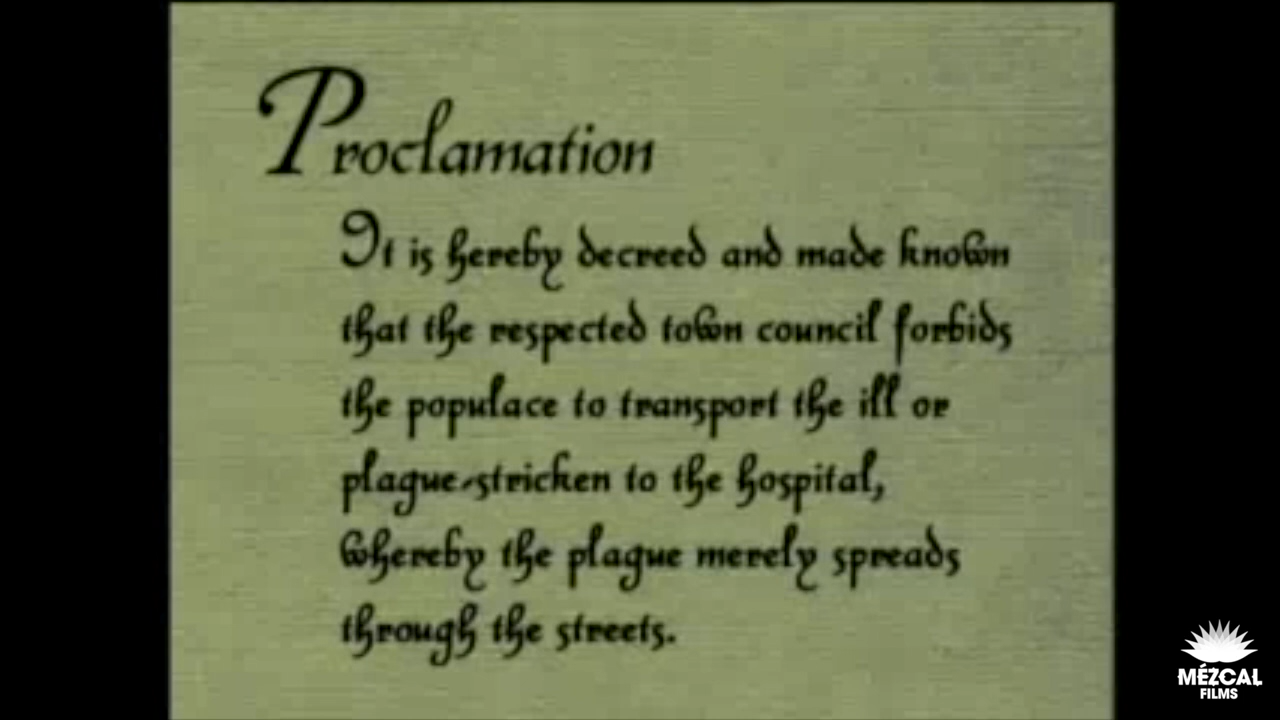 Proclamation
It is hereby decreed and made known
that the respected town council forbids
the populace to transport the ill or
plague-stricken to the hospital,
whereby the plague merely spreads
through the streets.
MÉZCAL
FILMS